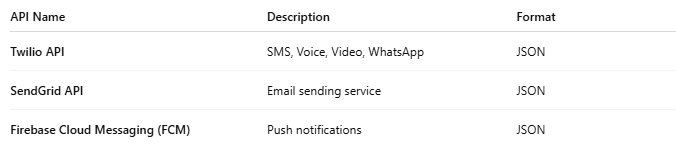 API Name Description Format
Twilio API SMS, Voice, Video, WhatsApp JSON
SendGrid API Email sending service JSON
Firebase Cloud Messaging (FCM) Push notifications JSON